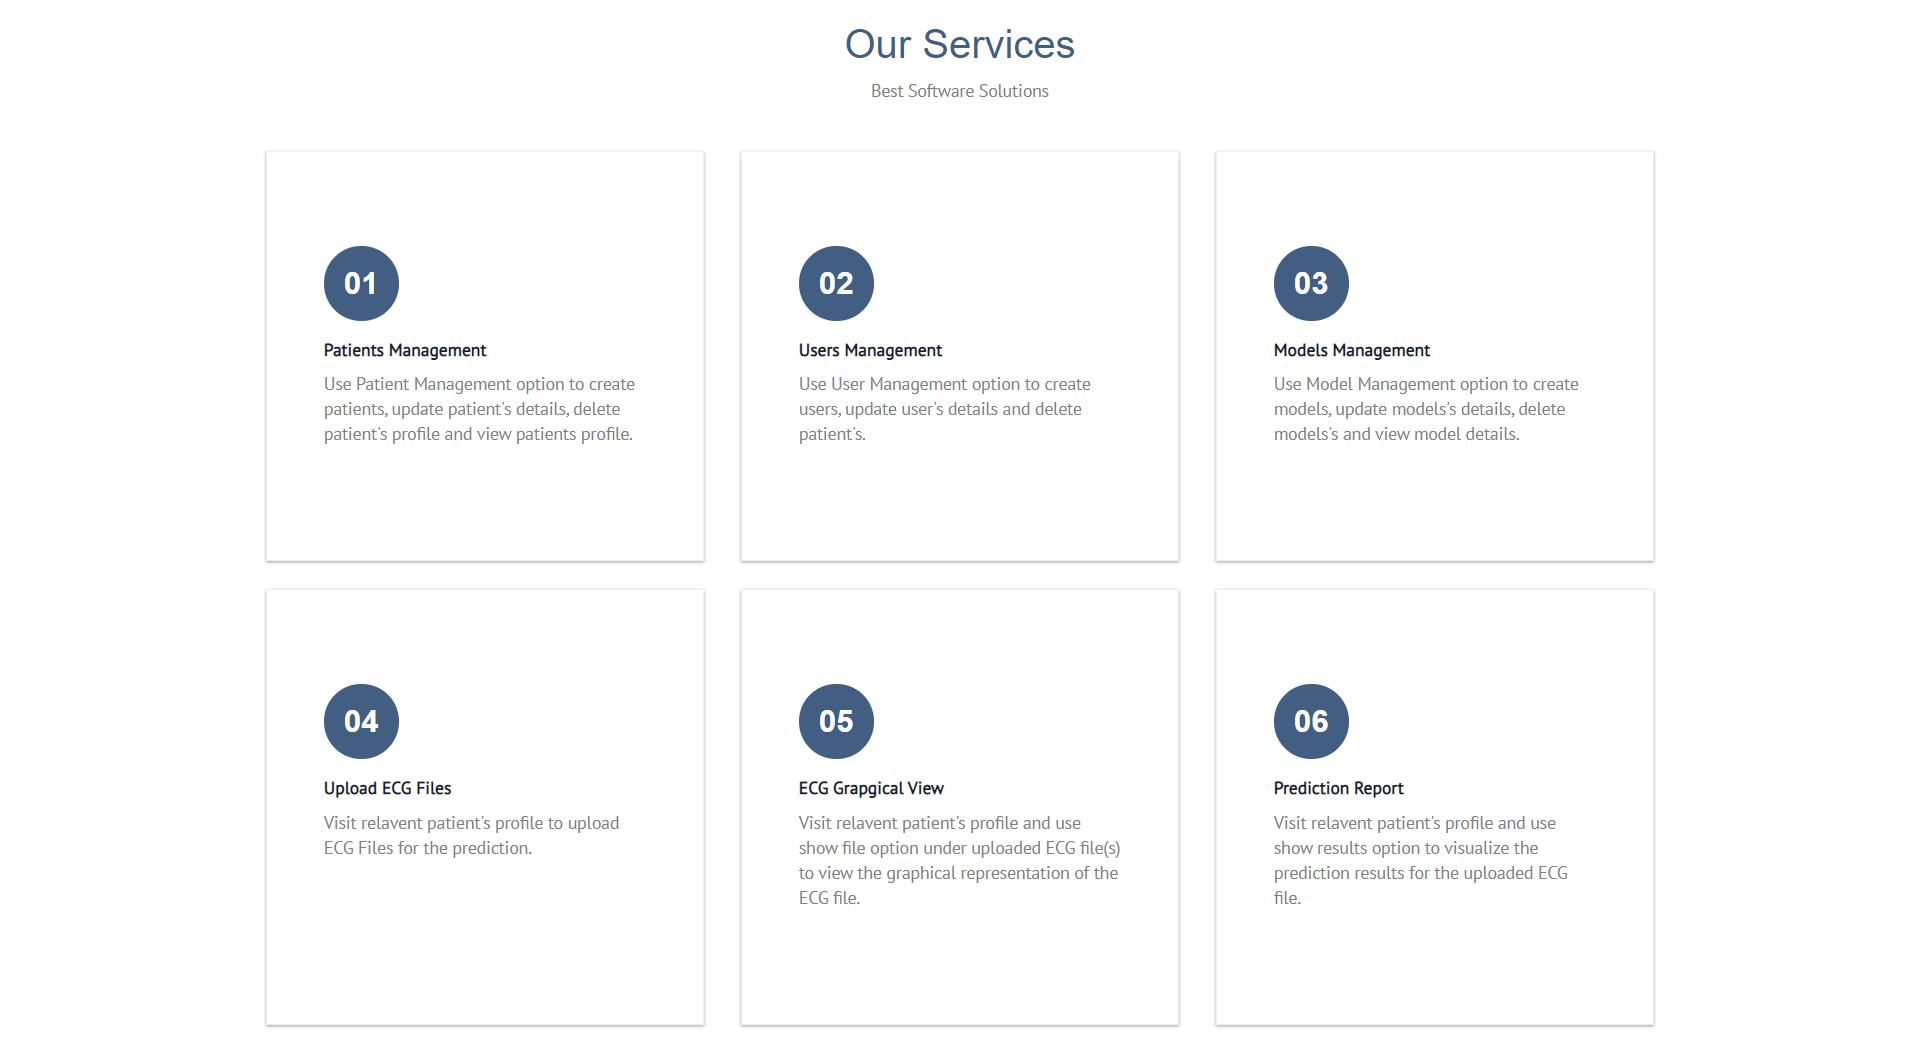 Our Services
Best Software Solutions
01
Patients Management
Use Patient Management option to create
patients, update patient's details, delete
patient's profile and view patients profile.
02
Users Management
Use User Management option to create
users, update user's details and delete
patient's.
03
Models Management
Use Model Management option to create
models, update models's details, delete
models's and view model details.
04
Upload ECG Files
Visit relavent patient's profile to upload
ECG Files for the prediction.
05
ECG Grapgical View
Visit relavent patient's profile and use
show file option under uploaded ECG file(s)
to view the graphical representation of the
ECG file.
06
Prediction Report
Visit relavent patient's profile and use
show results option to visualize the
prediction results for the uploaded ECG
file.